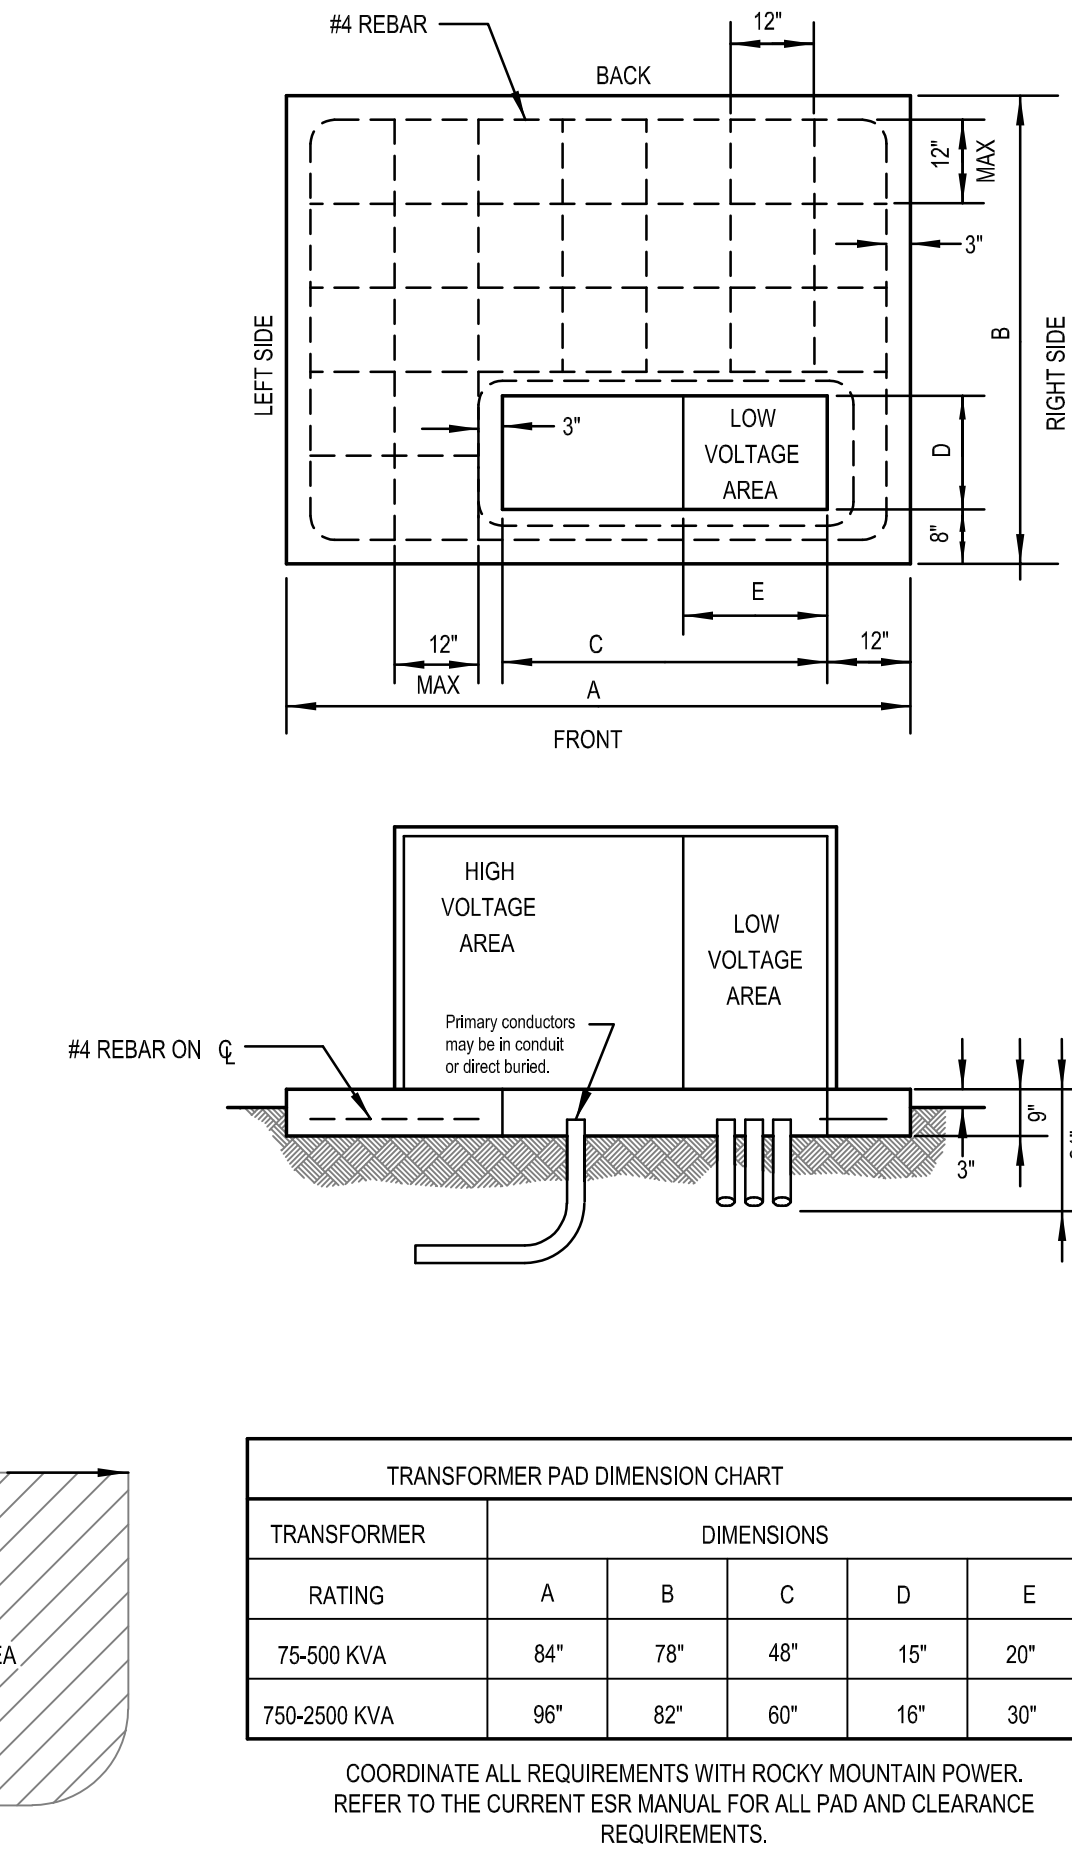 #4 REBAR
12"
BACK
12"
MAX
3"
LEFT SIDE
B
RIGHT SIDE
3"
LOW
VOLTAGE
AREA
D
8"
E
12"
MAX
C
12"
A
FRONT
HIGH
VOLTAGE
AREA
LOW
VOLTAGE
AREA
Primary conductors
may be in conduit
or direct buried.
#4 REBAR ON ℄
9"
3"
TRANSFORMER PAD DIMENSION CHART
TRANSFORMER DIMENSIONS
RATING A B C D E
75-500 KVA 84" 78" 48" 15" 20"
750-2500 KVA 96" 82" 60" 16" 30"
COORDINATE ALL REQUIREMENTS WITH ROCKY MOUNTAIN POWER.
REFER TO THE CURRENT ESR MANUAL FOR ALL PAD AND CLEARANCE
REQUIREMENTS.